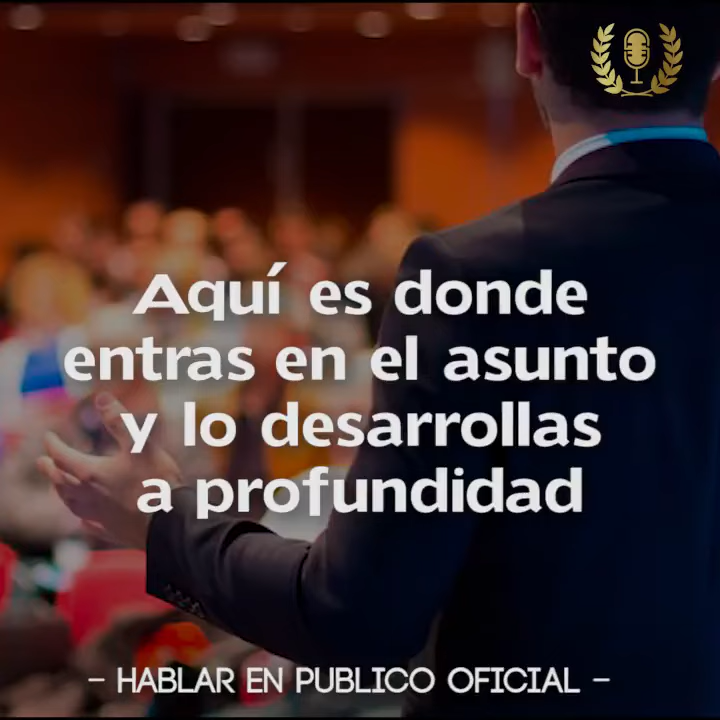 Aquí es donde
entras en el asunto
y lo desarrollas
a profundidad
- HABLAR EN PUBLICO OFICIAL -